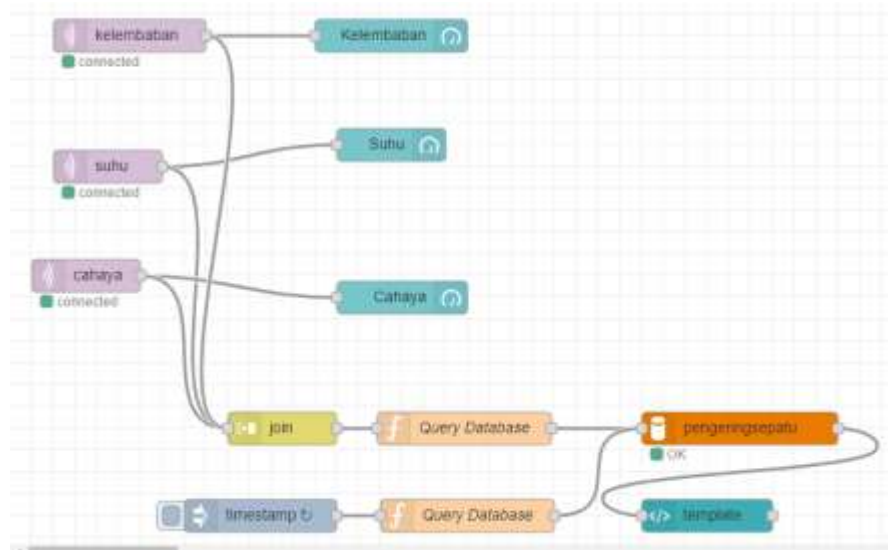 kelembaban
Kelembaban
connected
Suhu
suhu
connected
cahaya
Cahaya
connected
join
Query Database
pengeringsepatu
OK
timestamp ↻
Query Database
template